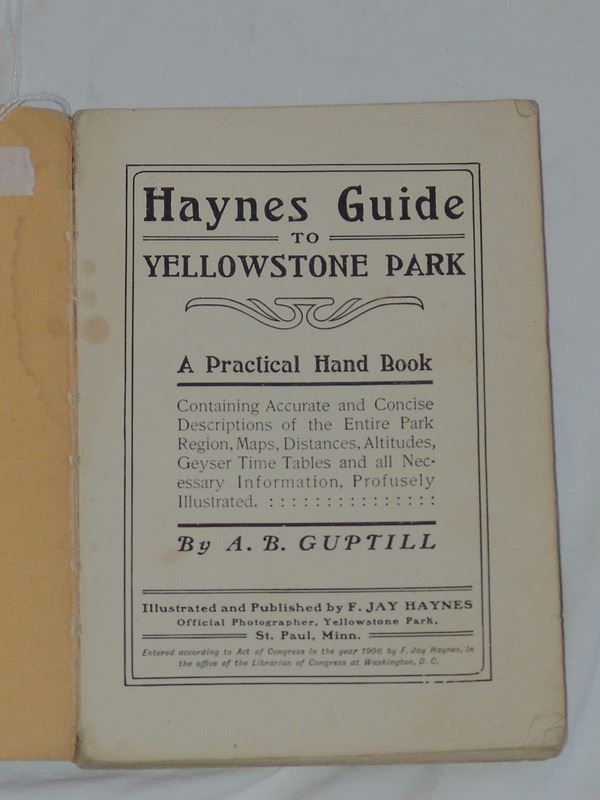 Haynes Guide
TO
YELLOWSTONE PARK
A Practical Hand Book
Containing Accurate and Concise
Descriptions of the Entire Park
Region, Maps, Distances, Altitudes,
Geyser Time Tables and all Nec-
essary Information, Profusely
Illustrated. : : : : : : : : : : : : : : :
By A. B. GUPTILL
Illustrated and Published by F. JAY HAYNES
Official Photographer, Yellowstone Park,
St. Paul, Minn.
Entered according to Act of Congress in the year 1906 by F. Jay Haynes, in
the office of the Librarian of Congress at Washington, D. C.